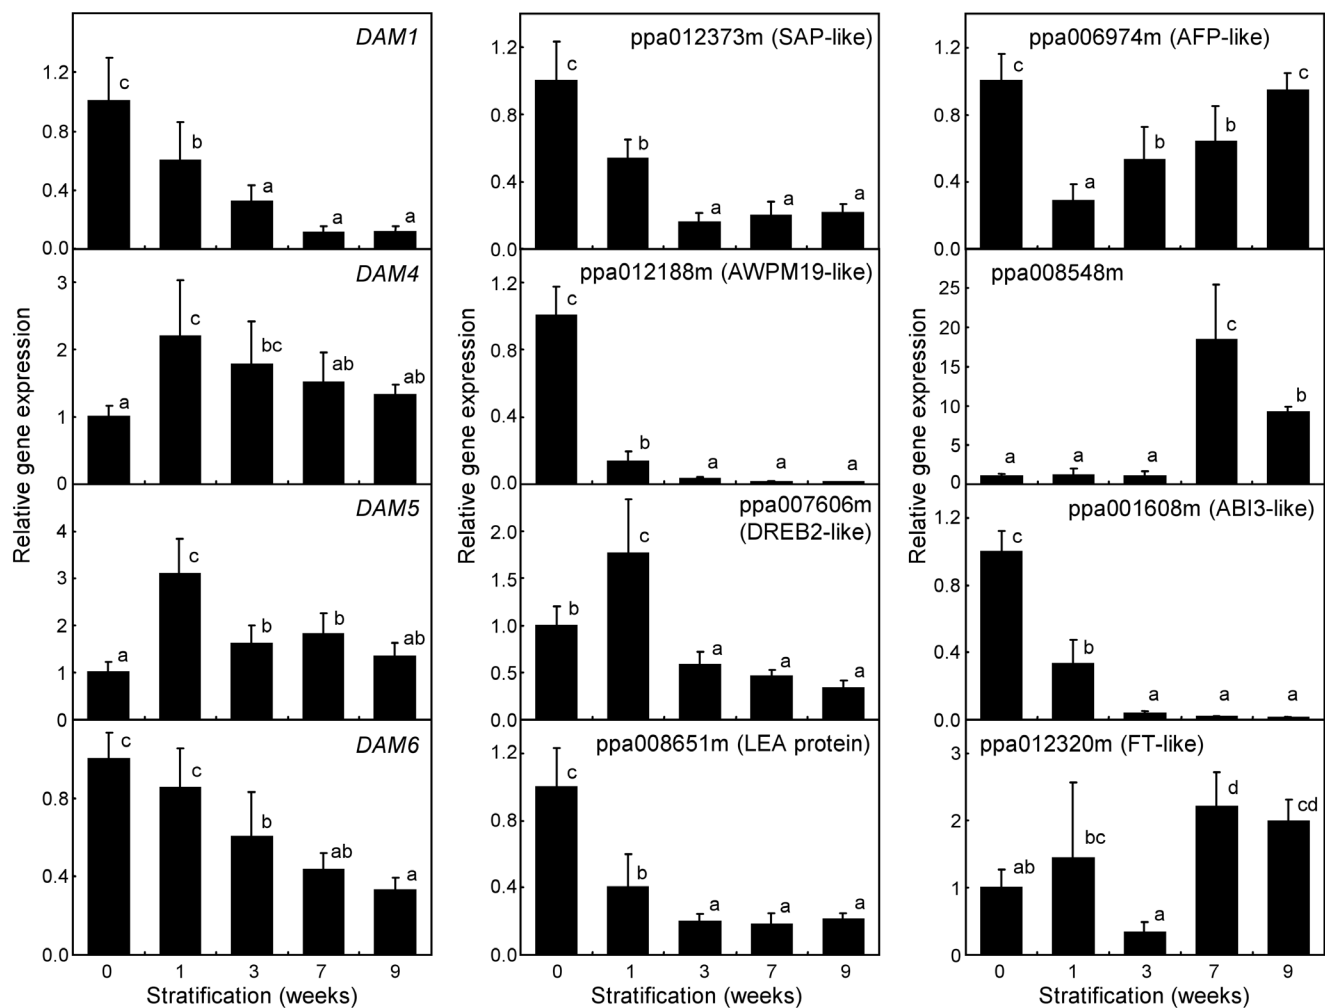 Relative gene expression
DAM1
1.2
0.8
0.4
0.0
c
b
a
a
a
DAM4
3
2
1
0
a
c
bc
ab
ab
DAM5
4
3
2
1
0
a
c
b
b
ab
DAM6
0.8
0.4
0.0
c
c
b
ab
a
0 1 3 7 9
Stratification (weeks)
Relative gene expression
ppa012373m (SAP-like)
1.2
0.8
0.4
0.0
c
b
a
a
a
ppa012188m (AWPM19-like)
1.2
0.8
0.4
0.0
c
b
a
a
a
ppa007606m
(DREB2-like)
2.0
1.5
1.0
0.5
0.0
b
c
a
a
a
ppa008651m (LEA protein)
1.2
0.8
0.4
0.0
c
b
a
a
a
0 1 3 7 9
Stratification (weeks)
Relative gene expression
ppa006974m (AFP-like)
1.2
0.8
0.4
0.0
c
a
b
b
c
ppa008548m
25
20
15
10
5
0
a
a
a
c
b
ppa001608m (ABI3-like)
1.2
0.8
0.4
0.0
c
b
a
a
a
ppa012320m (FT-like)
3
2
1
0
ab
bc
a
d
cd
0 1 3 7 9
Stratification (weeks)